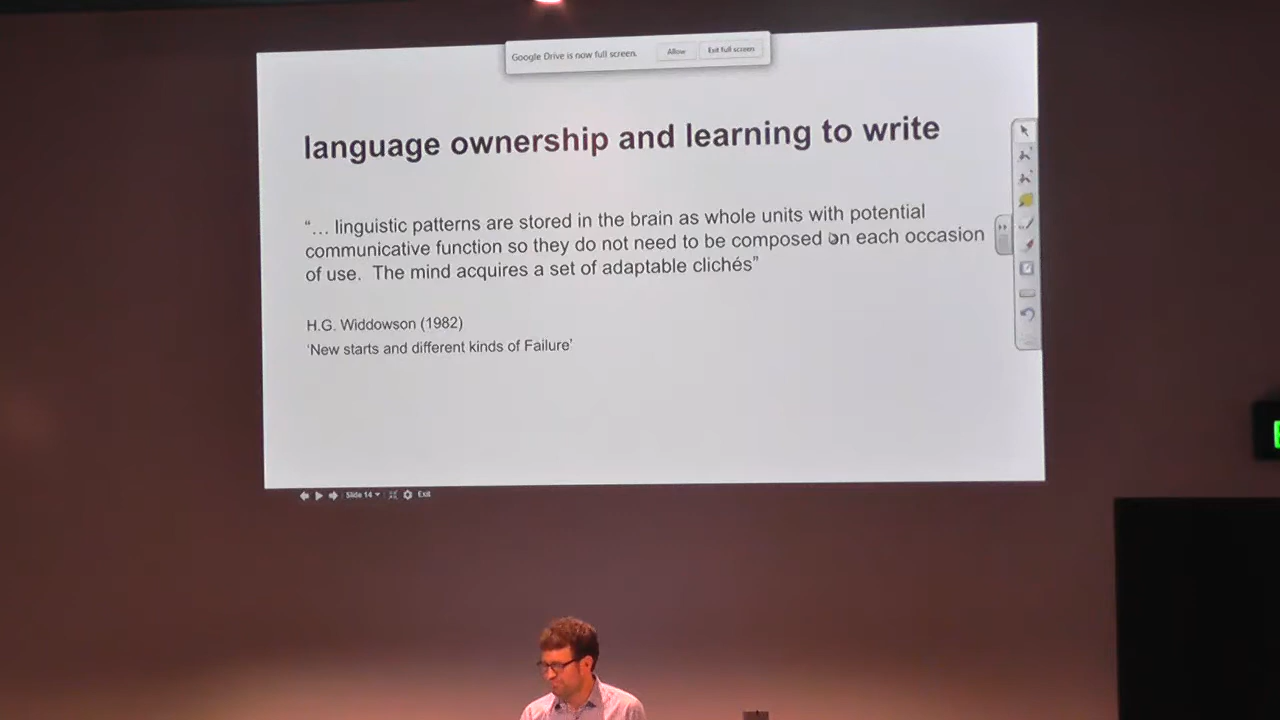 Google Drive is now full screen. Allow Exit full screen
language ownership and learning to write
“… linguistic patterns are stored in the brain as whole units with potential
communicative function so they do not need to be composed on each occasion
of use. The mind acquires a set of adaptable clichés”
H.G. Widdowson (1982)
‘New starts and different kinds of Failure’
Slide 14 Exit